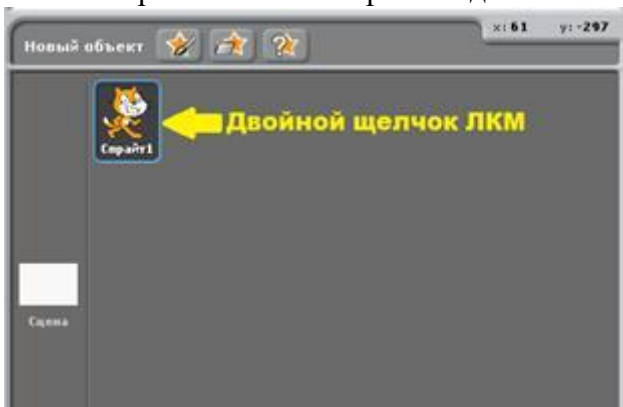 Новый объект
x: 61 y: -297
Двойной щелчок ЛКМ
Спрайт1
Сцена